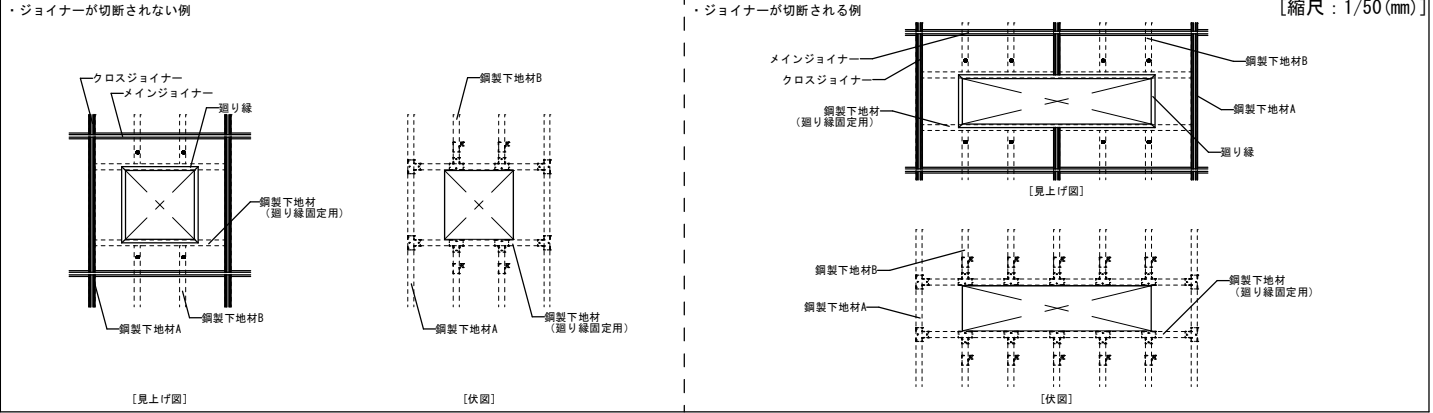 ・ジョイナーが切断されない例
クロスジョイナー
メインジョイナー
廻り縁
鋼製下地材
(廻り縁固定用)
鋼製下地材B
鋼製下地材A
[見上げ図]
鋼製下地材B
鋼製下地材A
鋼製下地材
(廻り縁固定用)
[伏図]
・ジョイナーが切断される例
[縮尺：1/50(mm)]
メインジョイナー
クロスジョイナー
鋼製下地材
(廻り縁固定用)
鋼製下地材B
鋼製下地材A
廻り縁
[見上げ図]
鋼製下地材B
鋼製下地材A
鋼製下地材
(廻り縁固定用)
[伏図]